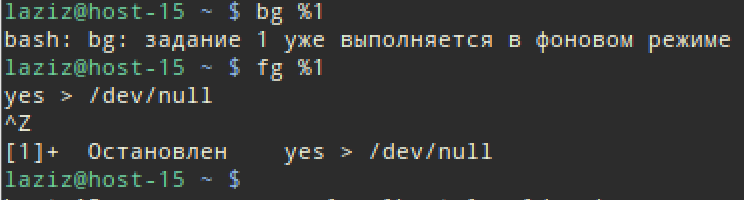 laziz@host-15 ~ $ bg %1
bash: bg: задание 1 уже выполняется в фоновом режиме
laziz@host-15 ~ $ fg %1
yes > /dev/null
^Z
[1]+  Остановлен    yes > /dev/null
laziz@host-15 ~ $